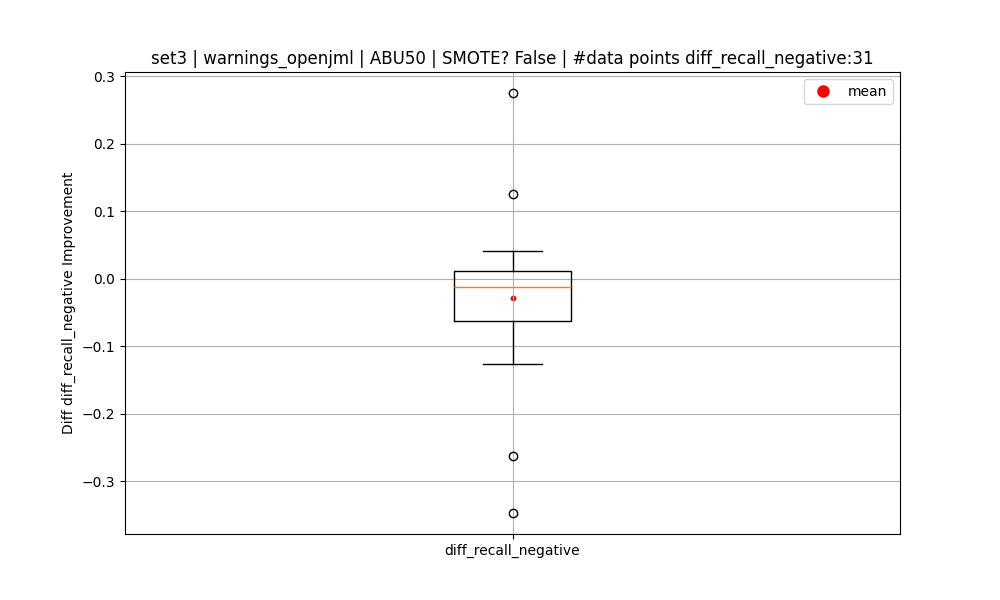 set3 | warnings_openjml | ABU50 | SMOTE? False | #data points diff_recall_negative:31
mean
0.3
0.2
0.1
0.0
−0.1
−0.2
−0.3
Diff diff_recall_negative Improvement
diff_recall_negative